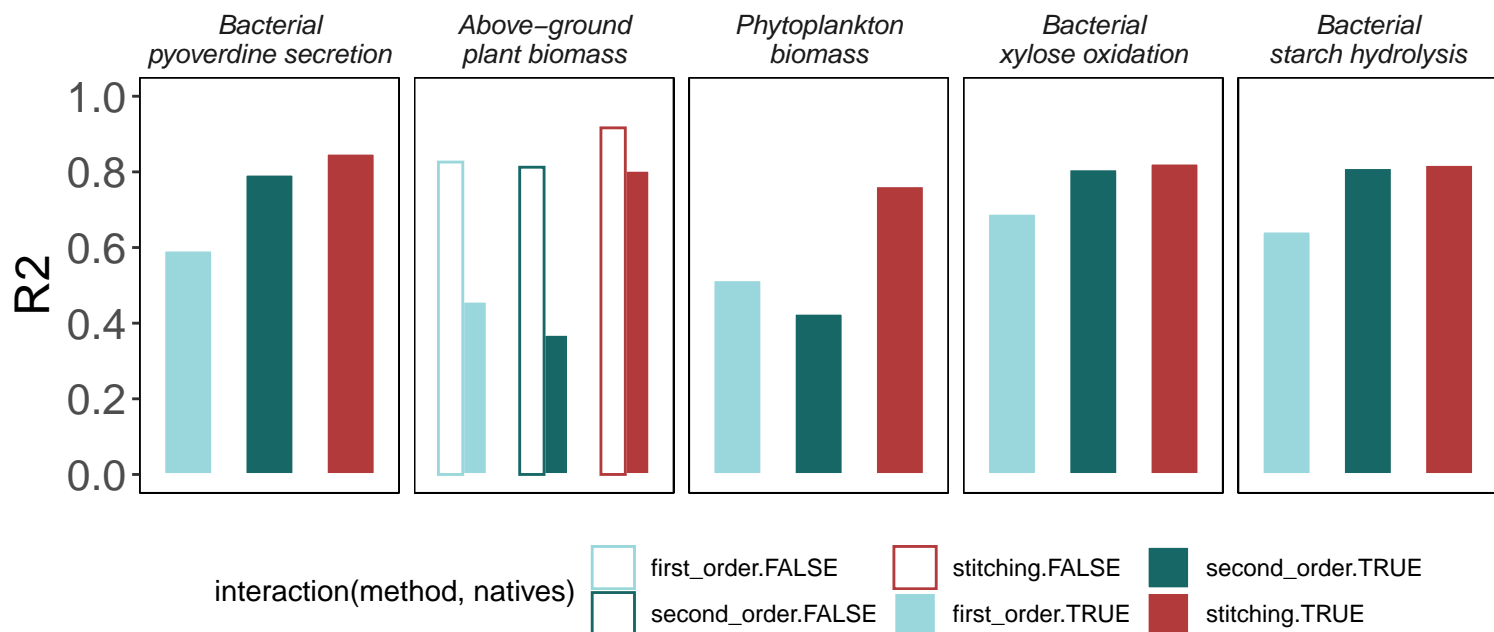 Bacterial
pyoverdine secretion
Above−ground
plant biomass
Phytoplankton
biomass
Bacterial
xylose oxidation
Bacterial
starch hydrolysis
R2
1.0
0.8
0.6
0.4
0.2
0.0
interaction(method, natives)
first_order.FALSE
second_order.FALSE
stitching.FALSE
first_order.TRUE
second_order.TRUE
stitching.TRUE